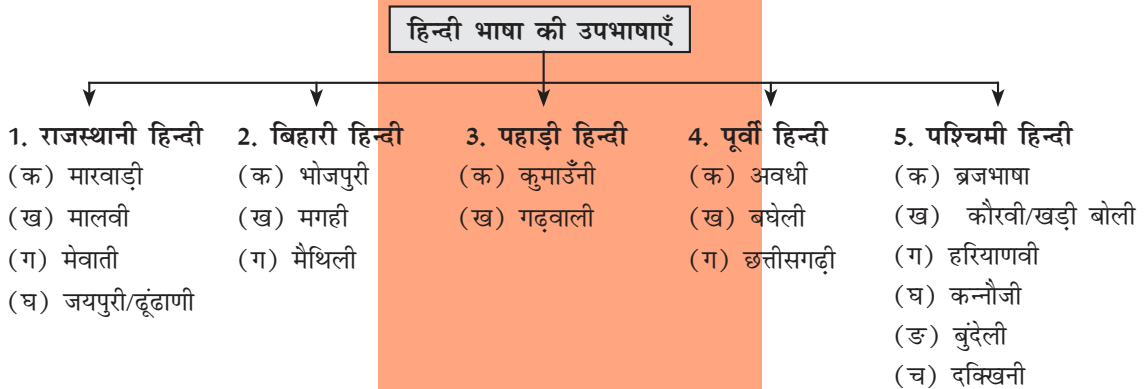 हिन्दी भाषा की उपभाषाएँ
1. राजस्थानी हिन्दी
(क) मारवाड़ी
(ख) मालवी
(ग) मेवाती
(घ) जयपुरी/ढूंढाणी
2. बिहारी हिन्दी
(क) भोजपुरी
(ख) मगही
(ग) मैथिली
3. पहाड़ी हिन्दी
(क) कुमाउँनी
(ख) गढ़वाली
4. पूर्वी हिन्दी
(क) अवधी
(ख) बघेली
(ग) छत्तीसगढ़ी
5. पश्चिमी हिन्दी
(क) ब्रजभाषा
(ख) कौरवी/खड़ी बोली
(ग) हरियाणवी
(घ) कन्नौजी
(ङ) बुंदेली
(च) दक्खिनी